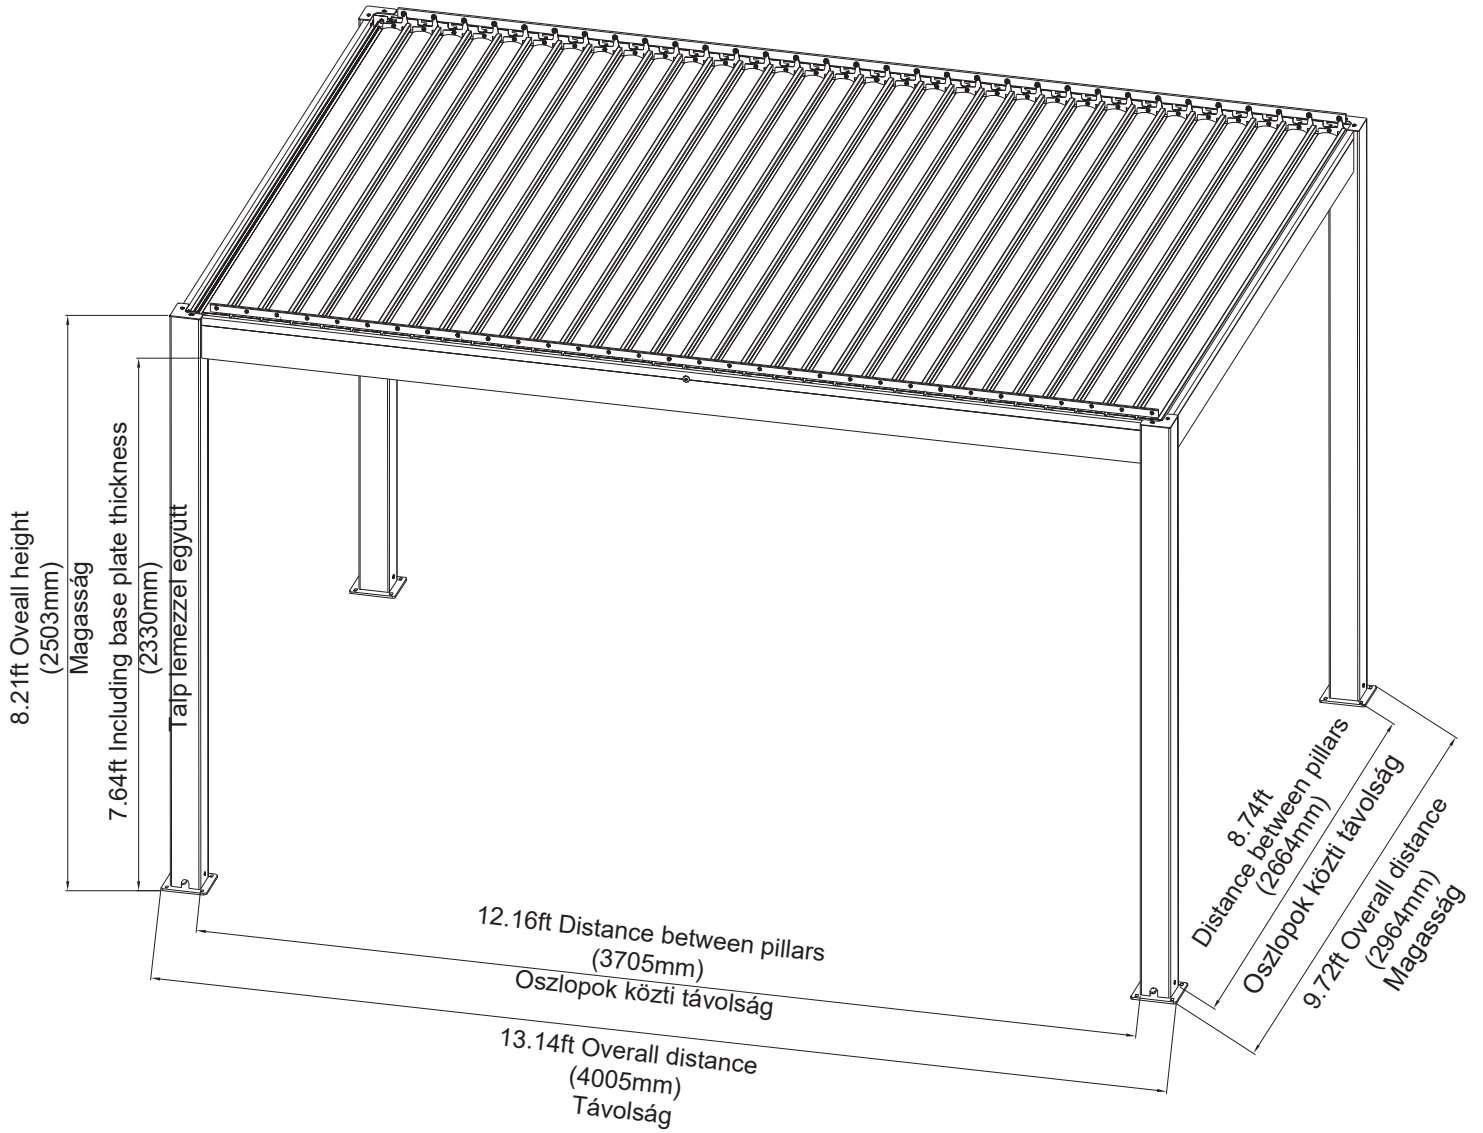 8.21ft Oveall height
(2503mm)
Magasság
7.64ft Including base plate thickness
(2330mm)
Talp lemezzel együtt
12.16ft Distance between pillars
(3705mm)
Oszlopok közti távolság
13.14ft Overall distance
(4005mm)
Távolság
8.74ft
Distance between pillars
(2664mm)
Oszlopok közti távolság
9.72ft Overall distance
(2964mm)
Magasság